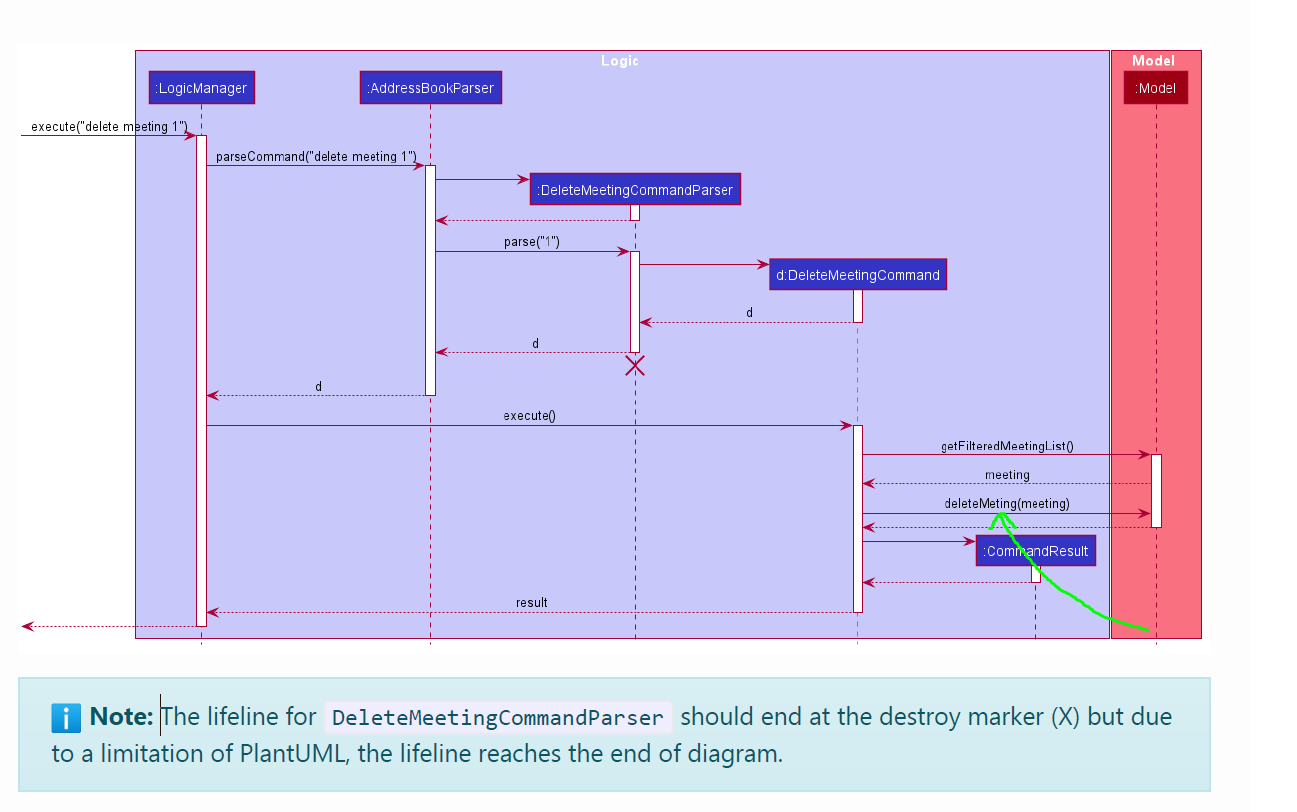 Logic
Model
:LogicManager
:AddressBookParser
:Model
execute("delete meeting 1")
parseCommand("delete meeting 1")
:DeleteMeetingCommandParser
parse("1")
d:DeleteMeetingCommand
d
d
d
execute()
getFilteredMeetingList()
meeting
deleteMeting(meeting)
:CommandResult
result
Note: The lifeline for DeleteMeetingCommandParser should end at the destroy marker (X) but due
to a limitation of PlantUML, the lifeline reaches the end of diagram.